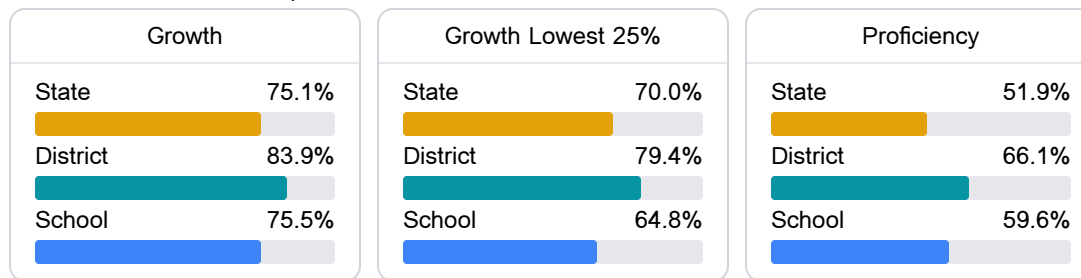 Growth
State 75.1%
District 83.9%
School 75.5%
Growth Lowest 25%
State 70.0%
District 79.4%
School 64.8%
Proficiency
State 51.9%
District 66.1%
School 59.6%